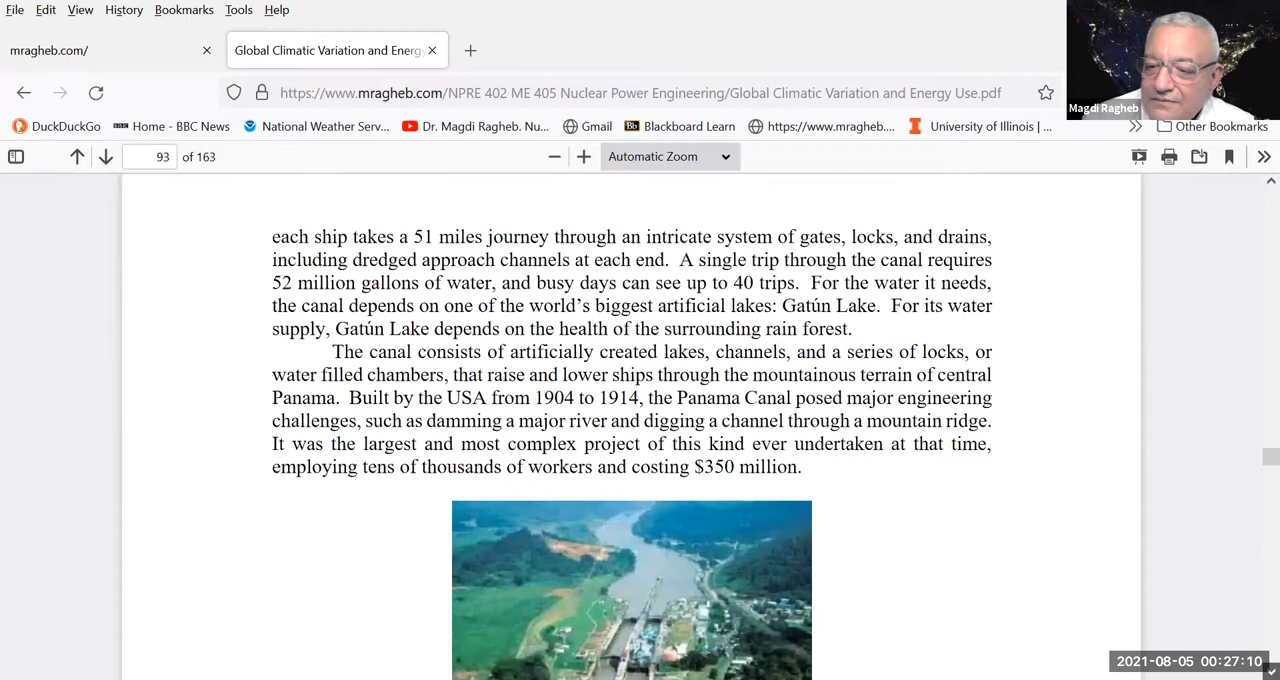 File Edit View History Bookmarks Tools Help
mragheb.com/
Global Climatic Variation and Energ
https://www.mragheb.com/NPRE 402 ME 405 Nuclear Power Engineering/Global Climatic Variation and Energy Use.pdf
Magdi Ragheb
DuckDuckGo
BBC Home - BBC News
National Weather Serv...
Dr. Magdi Ragheb. Nu...
Gmail
Bb Blackboard Learn
https://www.mragheb....
I University of Illinois |...
Other Bookmarks
93 of 163
Automatic Zoom
each ship takes a 51 miles journey through an intricate system of gates, locks, and drains,
including dredged approach channels at each end. A single trip through the canal requires
52 million gallons of water, and busy days can see up to 40 trips. For the water it needs,
the canal depends on one of the world’s biggest artificial lakes: Gatún Lake. For its water
supply, Gatún Lake depends on the health of the surrounding rain forest.
The canal consists of artificially created lakes, channels, and a series of locks, or
water filled chambers, that raise and lower ships through the mountainous terrain of central
Panama. Built by the USA from 1904 to 1914, the Panama Canal posed major engineering
challenges, such as damming a major river and digging a channel through a mountain ridge.
It was the largest and most complex project of this kind ever undertaken at that time,
employing tens of thousands of workers and costing $350 million.
2021-08-05 00:27:10